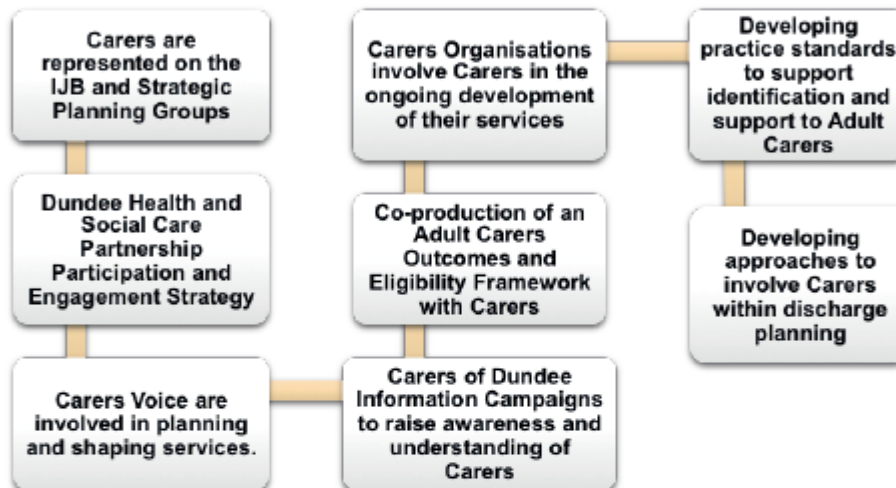 Carers are
represented on the
IJB and Strategic
Planning Groups
Dundee Health and
Social Care
Partnership
Participation and
Engagement Strategy
Carers Voice are
involved in planning
and shaping services.
Carers of Dundee
Information Campaigns
to raise awareness and
understanding of
Carers
Co-production of an
Adult Carers
Outcomes and
Eligibility Framework
with Carers
Carers Organisations
involve Carers in the
ongoing development
of their services
Developing
practice standards
to support
identification and
support to Adult
Carers
Developing
approaches to
involve Carers
within discharge
planning